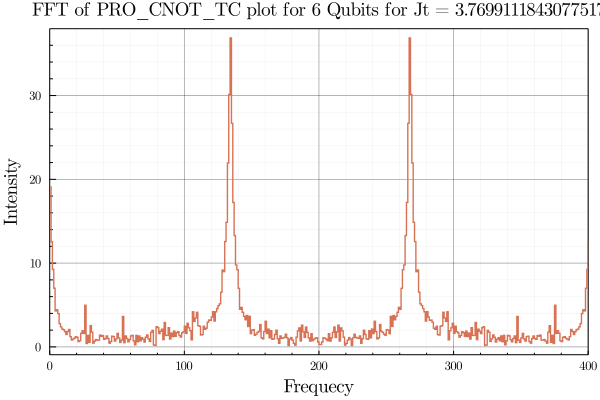 FFT of PRO_CNOT_TC plot for 6 Qubits for Jt = 3.7699111843077517
Intensity
30
20
10
0
0 100 200 300 400
Frequecy